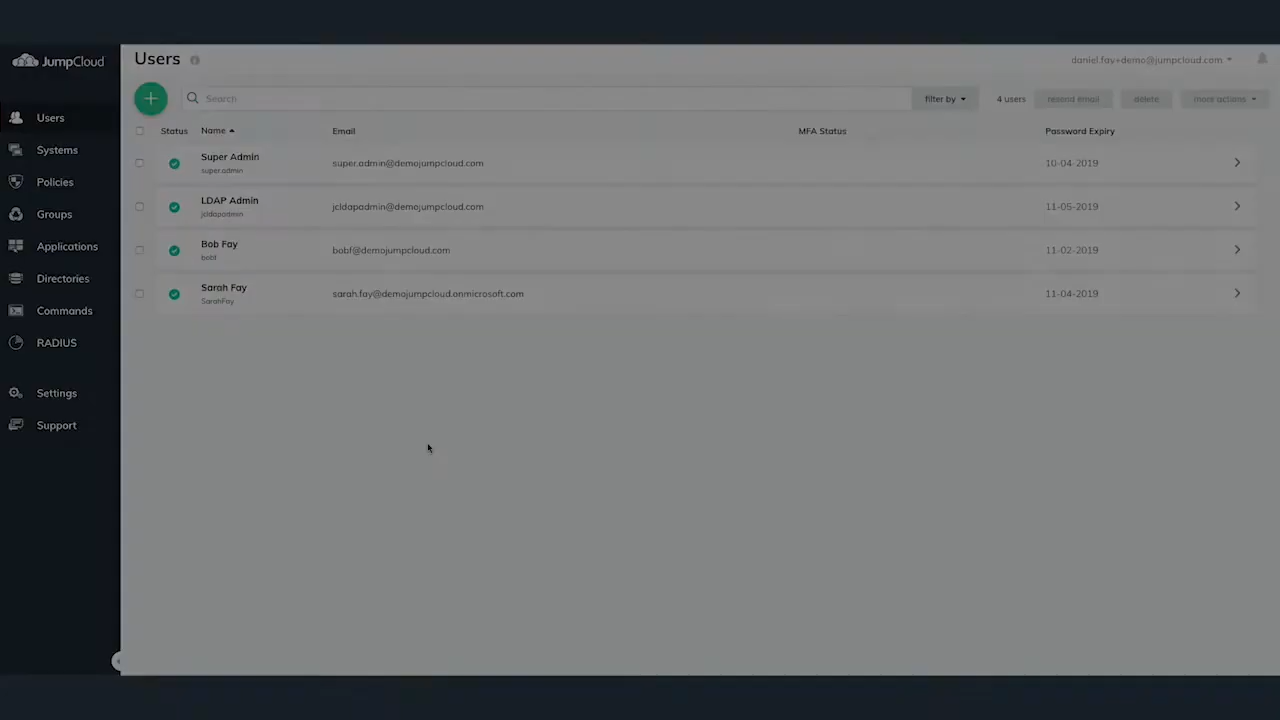 JumpCloud
Users
daniel.fay+demo@jumpcloud.com
Search
filter by
4 users
resend email
delete
more actions
Status
Name
Email
MFA Status
Password Expiry
Super Admin
super.admin
super.admin@demojumpcloud.com
10-04-2019
LDAP Admin
jcldapadmin
jcldapadmin@demojumpcloud.com
11-05-2019
Bob Fay
bobf
bobf@demojumpcloud.com
11-02-2019
Sarah Fay
SarahFay
sarah.fay@demojumpcloud.onmicrosoft.com
11-04-2019
Users
Systems
Policies
Groups
Applications
Directories
Commands
RADIUS
Settings
Support